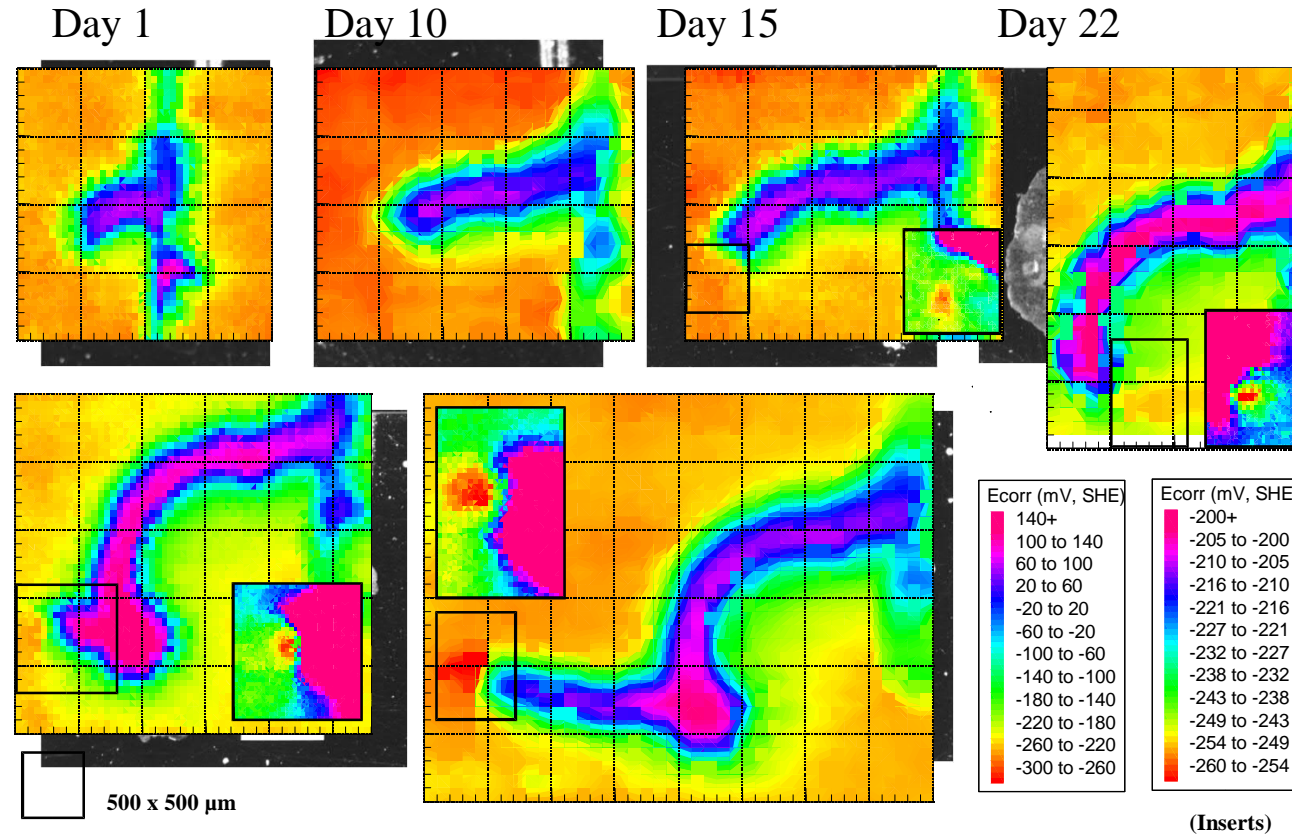 Day 1
Day 10
Day 15
Day 22
Ecorr (mV, SHE)
140+
100 to 140
60 to 100
20 to 60
-20 to 20
-60 to -20
-100 to -60
-140 to -100
-180 to -140
-220 to -180
-260 to -220
-300 to -260
Ecorr (mV, SHE
-200+
-205 to -200
-210 to -205
-216 to -210
-221 to -216
-227 to -221
-232 to -227
-238 to -232
-243 to -238
-249 to -243
-254 to -249
-260 to -254
500 x 500 µm
(Inserts)